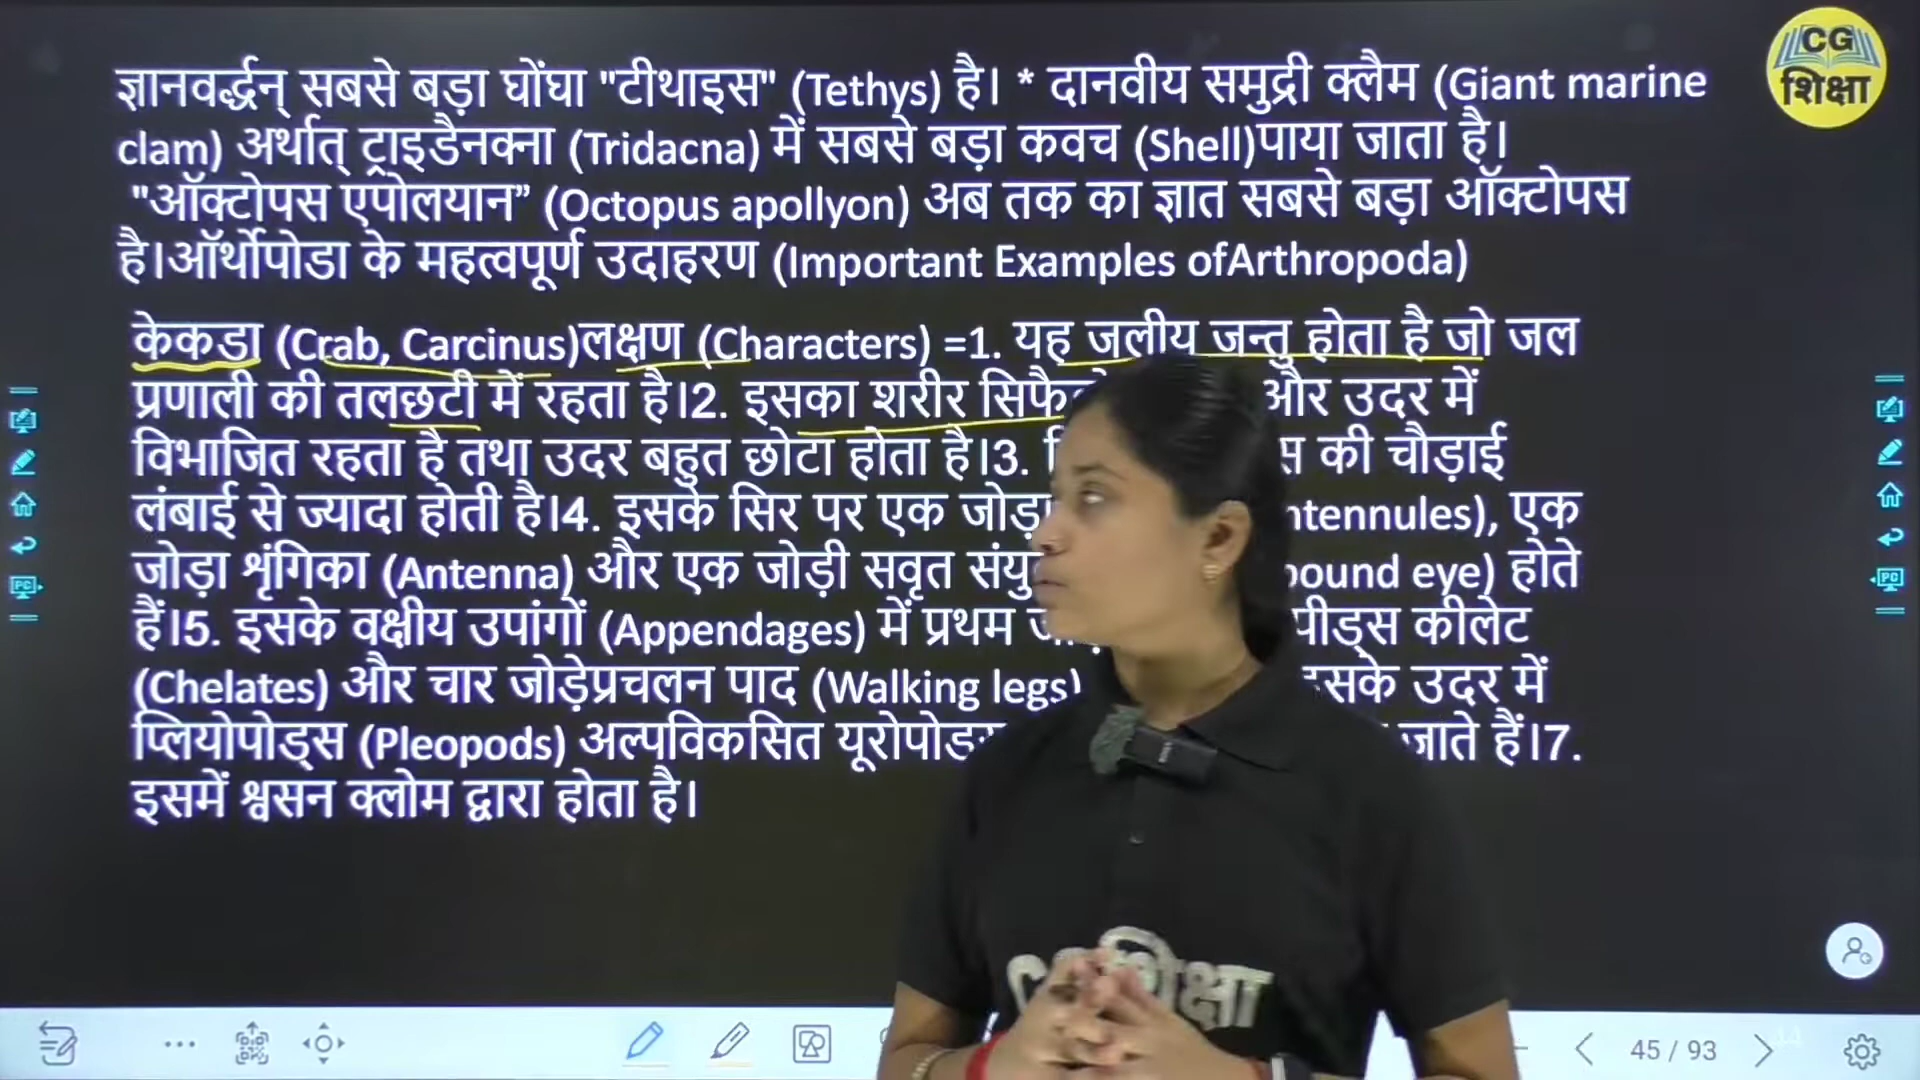 ज्ञानवर्द्धन् सबसे बड़ा घोंघा "टीथाइस" (Tethys) है। * दानवीय समुद्री क्लैम (Giant marine
clam) अर्थात् ट्राइडैनक्ना (Tridacna) में सबसे बड़ा कवच (Shell)पाया जाता है।
"ऑक्टोपस एपोलयान” (Octopus apollyon) अब तक का ज्ञात सबसे बड़ा ऑक्टोपस
है।ऑर्थोपोडा के महत्वपूर्ण उदाहरण (Important Examples ofArthropoda)
केकडा (Crab, Carcinus)लक्षण (Characters) =1. यह जलीय जन्तु होता है जो जल
प्रणाली की तलछटी में रहता है।2. इसका शरीर और उदर में
विभाजित रहता है तथा उदर बहुत छोटा होता है।3. की चौड़ाई
लंबाई से ज्यादा होती है।4. इसके सिर पर एक एक
जोड़ा शृंगिका (Antenna) और एक जोड़ी सवृत eye) होते
हैं।5. इसके वक्षीय उपांगों (Appendages) में प्रथम कीलेट
(Chelates) और चार जोड़ेप्रचलन पाद (Walking legs) उदर में
प्लियोपोड्स (Pleopods) अल्पविकसित जाते हैं।7.
इसमें श्वसन क्लोम द्वारा होता है।
CG
शिक्षा
PC
PC
45 / 93